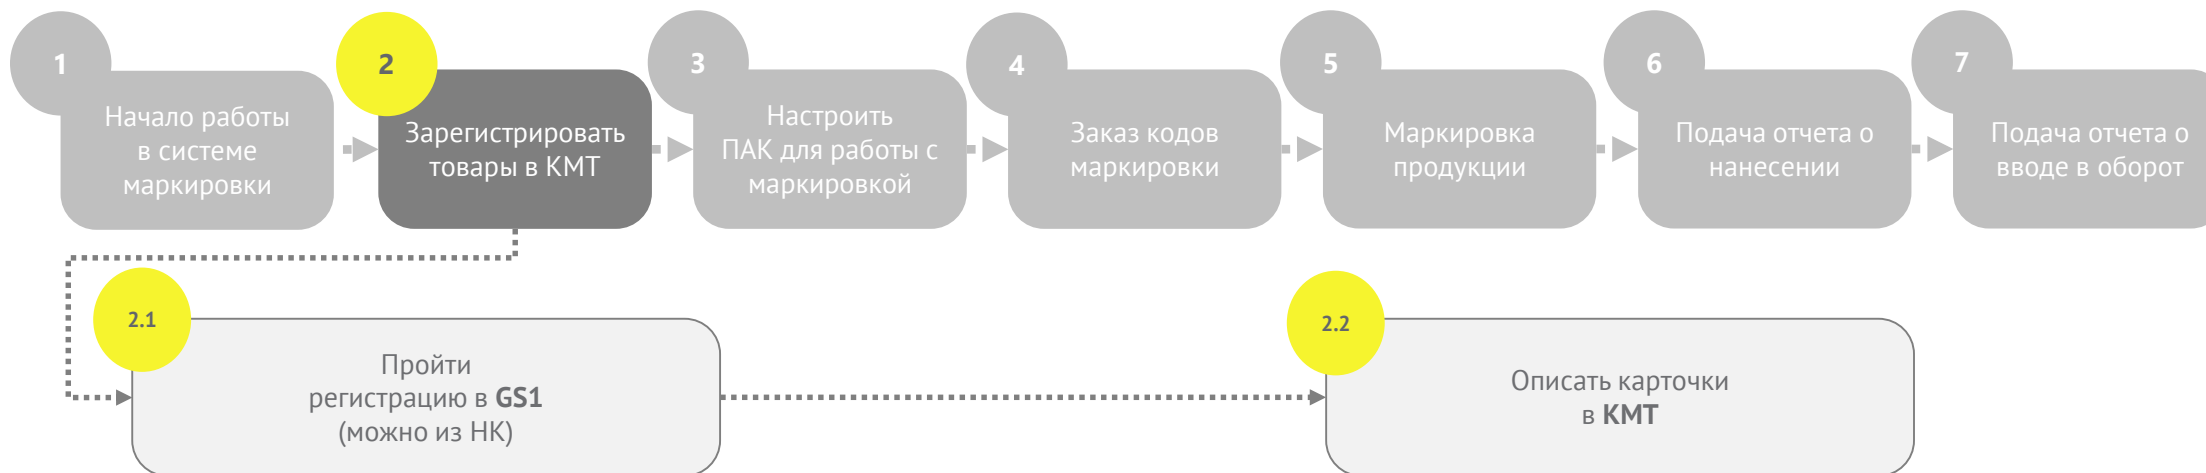 1
Начало работы
в системе
маркировки
2
Зарегистрировать
товары в КМТ
3
Настроить
ПАК для работы с
маркировкой
4
Заказ кодов
маркировки
5
Маркировка
продукции
6
Подача отчета о
нанесении
7
Подача отчета о
вводе в оборот
2.1
Пройти
регистрацию в GS1
(можно из НК)
2.2
Описать карточки
в КМТ